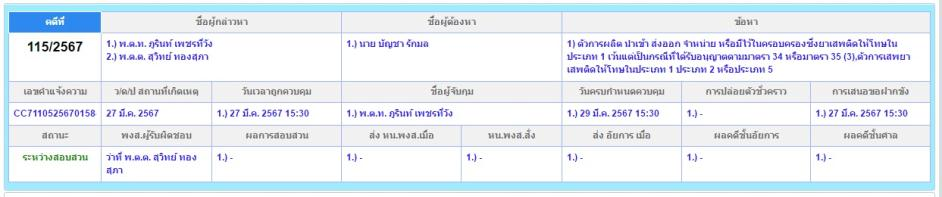 คดีที่ ชื่อผู้กล่าวหา ชื่อผู้ต้องหา ข้อหา
115/2567 1.) พ.ต.ท. ภูรินท์ เพชรที่วัง 1.) นาย บัญชา รักมล 1) ตัวการผลิต นำเข้า ส่งออก จำหน่าย หรือมีไว้ในครอบครองซึ่งยาเสพติดให้โทษใน
2.) พ.ต.ต. สุวิทย์ ทองสุภา ประเภท 1 เว้นแต่เป็นกรณีที่ได้รับอนุญาตตามมาตรา 34 หรือมาตรา 35 (3),ตัวการเสพยา
เสพติดให้โทษในประเภท 1 ประเภท 2 หรือประเภท 5
เลขคำแจ้งความ ว/ด/ป สถานที่เกิดเหตุ วันเวลาถูกควบคุม ชื่อผู้จับกุม วันครบกำหนดควบคุม การปล่อยตัวชั่วคราว การเสนอขอฝากขัง
CC7110525670158 27 มี.ค. 2567 1.) 27 มี.ค. 2567 15:30 1.) พ.ต.ท. ภูรินท์ เพชรที่วัง 1.) 29 มี.ค. 2567 15:30 1.) - 1.) 27 มี.ค. 2567 15:30
สถานะ พงส.ผู้รับผิดชอบ ผลการสอบสวน ส่ง หน.พงส.เมื่อ หน.พงส.สั่ง ส่ง อัยการ เมื่อ ผลคดีชั้นอัยการ ผลคดีชั้นศาล
ระหว่างสอบสวน ว่าที่ พ.ต.ต. สุวิทย์ ทอง 1.) - 1.) - 1.) - 1.) - 1.) - 1.) -
สุภา